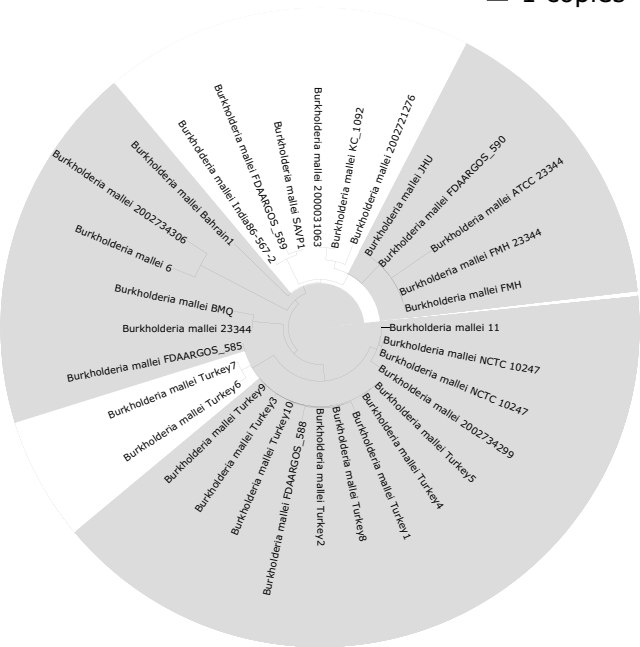 1 copies
Burkholderia mallei FDAARGOS_589
Burkholderia mallei India86-567-2
Burkholderia mallei SAVP1
Burkholderia mallei 2000031063
Burkholderia mallei KC_1092
Burkholderia mallei 2002721276
Burkholderia mallei JHU
Burkholderia mallei FDAARGOS_590
Burkholderia mallei ATCC 23344
Burkholderia mallei FMH 23344
Burkholderia mallei FMH
Burkholderia mallei 11
Burkholderia mallei NCTC 10247
Burkholderia mallei NCTC 10247
Burkholderia mallei 2002734299
Burkholderia mallei Turkey5
Burkholderia mallei Turkey4
Burkholderia mallei Turkey1
Burkholderia mallei Turkey8
Burkholderia mallei Turkey2
Burkholderia mallei FDAARGOS_588
Burkholderia mallei Turkey10
Burkholderia mallei Turkey3
Burkholderia mallei Turkey9
Burkholderia mallei Turkey6
Burkholderia mallei Turkey7
Burkholderia mallei FDAARGOS_585
Burkholderia mallei 23344
Burkholderia mallei BMQ
Burkholderia mallei 6
Burkholderia mallei 2002734306
Burkholderia mallei Bahrain1